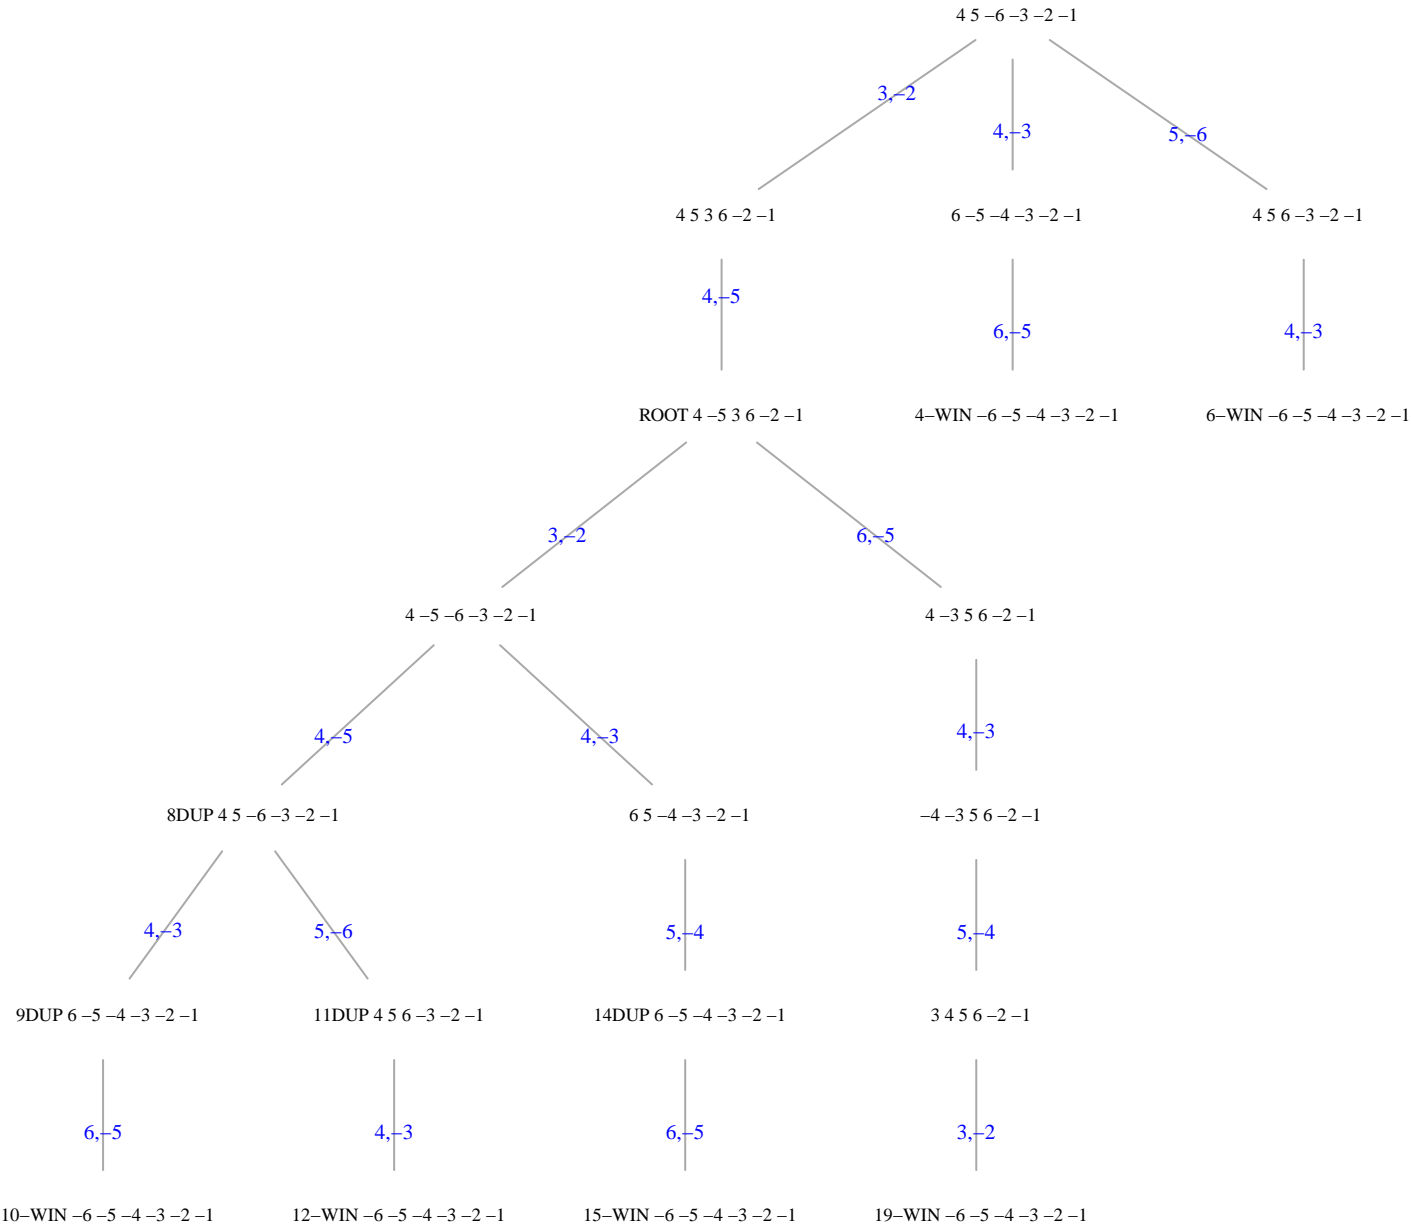 4 5 –6 –3 –2 –1
3,–2
4,–3
5,–6
4 5 3 6 –2 –1
6 –5 –4 –3 –2 –1
4 5 6 –3 –2 –1
4,–5
6,–5
4,–3
ROOT 4 –5 3 6 –2 –1
4–WIN –6 –5 –4 –3 –2 –1
6–WIN –6 –5 –4 –3 –2 –1
3,–2
6,–5
4 –5 –6 –3 –2 –1
4 –3 5 6 –2 –1
4,–5
4,–3
4,–3
8DUP 4 5 –6 –3 –2 –1
6 5 –4 –3 –2 –1
–4 –3 5 6 –2 –1
4,–3
5,–6
5,–4
5,–4
9DUP 6 –5 –4 –3 –2 –1
11DUP 4 5 6 –3 –2 –1
14DUP 6 –5 –4 –3 –2 –1
3 4 5 6 –2 –1
6,–5
4,–3
6,–5
3,–2
10–WIN –6 –5 –4 –3 –2 –1
12–WIN –6 –5 –4 –3 –2 –1
15–WIN –6 –5 –4 –3 –2 –1
19–WIN –6 –5 –4 –3 –2 –1